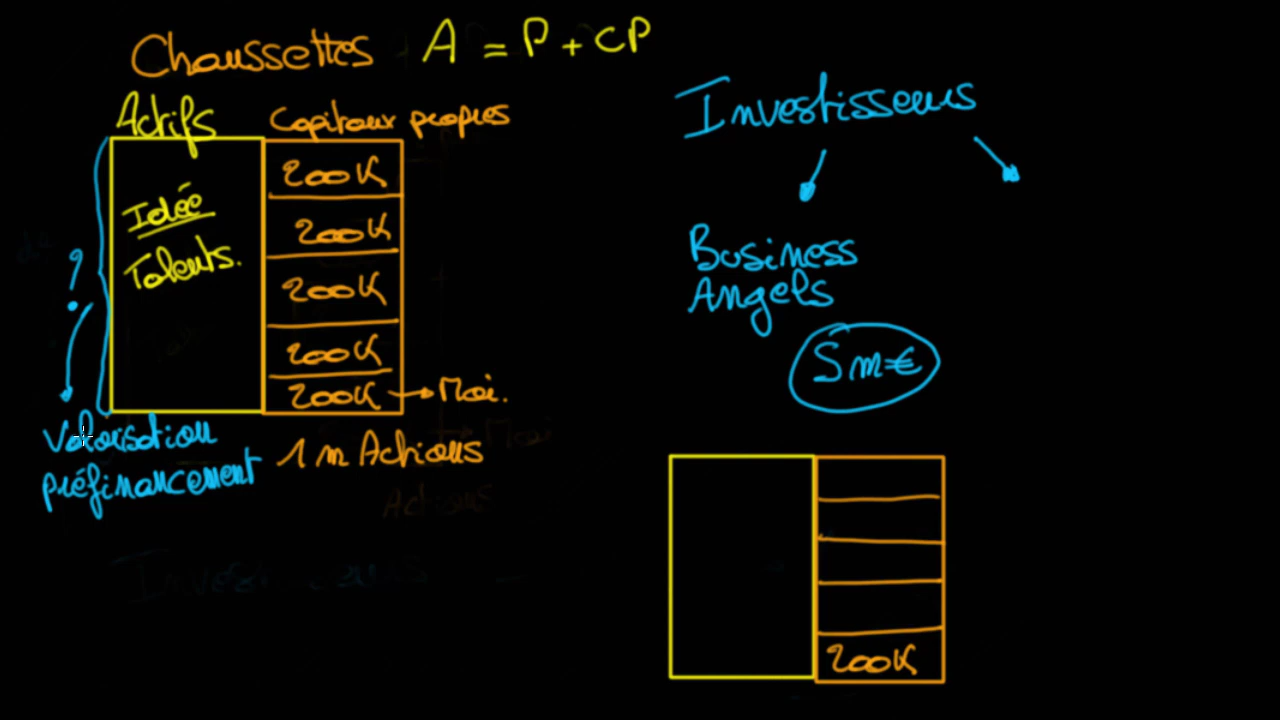 Chaussettes A = P + CP
Actifs Capitaux propres
Idée
Talents.
200K
200K
200K
200K
200K → Moi.
?
Valorisation
préfinancement
1 m Actions
Investisseurs
Business
Angels
5 m€
200K